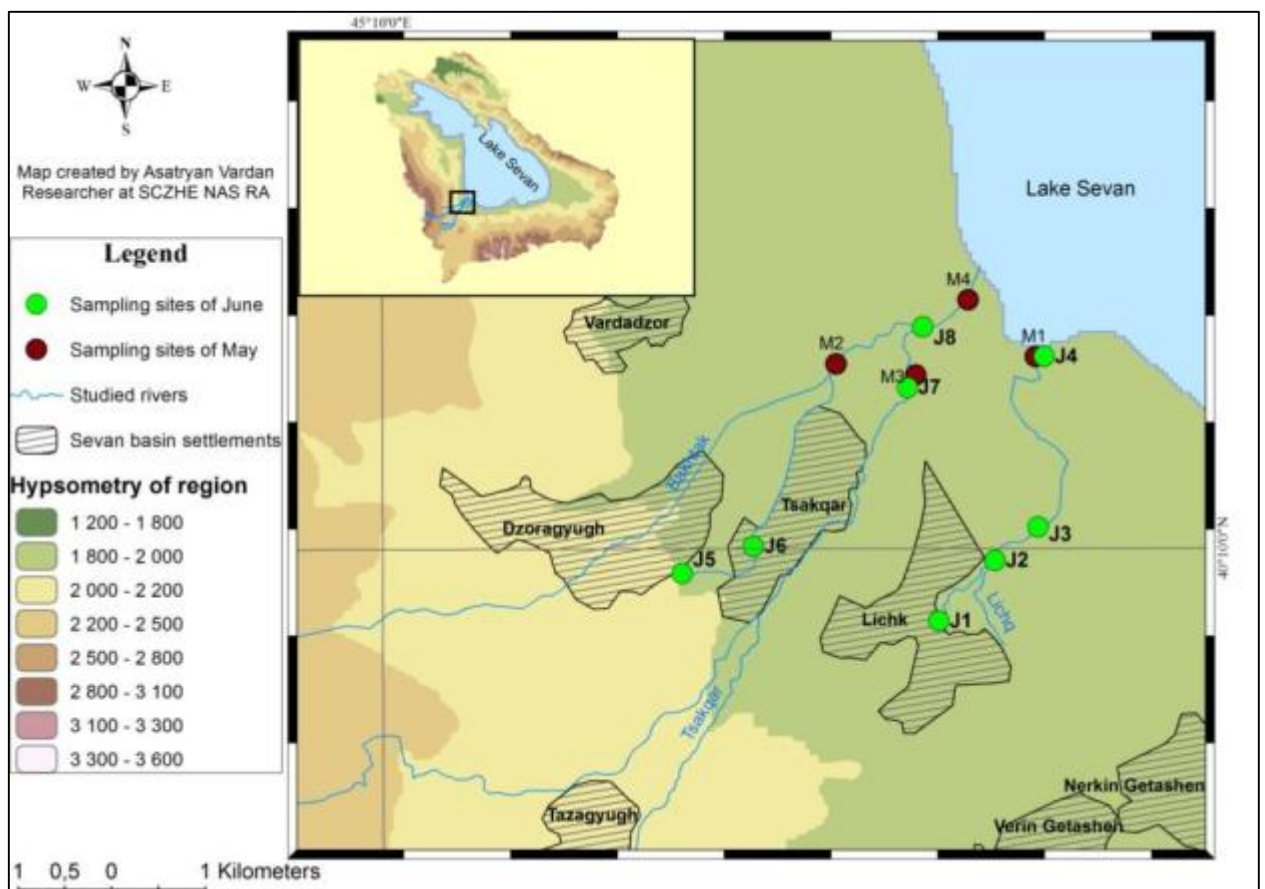 45°10'0"E
N
W E
S
Map created by Asatryan Vardan
Researcher at SCZHE NAS RA
Legend
Sampling sites of June
Sampling sites of May
Studied rivers
Sevan basin settlements
Hypsometry of region
1 200 - 1 800
1 800 - 2 000
2 000 - 2 200
2 200 - 2 500
2 500 - 2 800
2 800 - 3 100
3 100 - 3 300
3 300 - 3 600
1 0,5 0 1 Kilometers
Lake Sevan
Lake Sevan
Vardadzor
M4
J8
M2
M1
J4
M3
J7
Tsakqar
Dzoragyugh
J5
J6
J3
J2
40°10'0"N
Lichk
J1
Lichq
Tsakqar
Tazagyugh
Nerkin Getashen
Verin Getashen